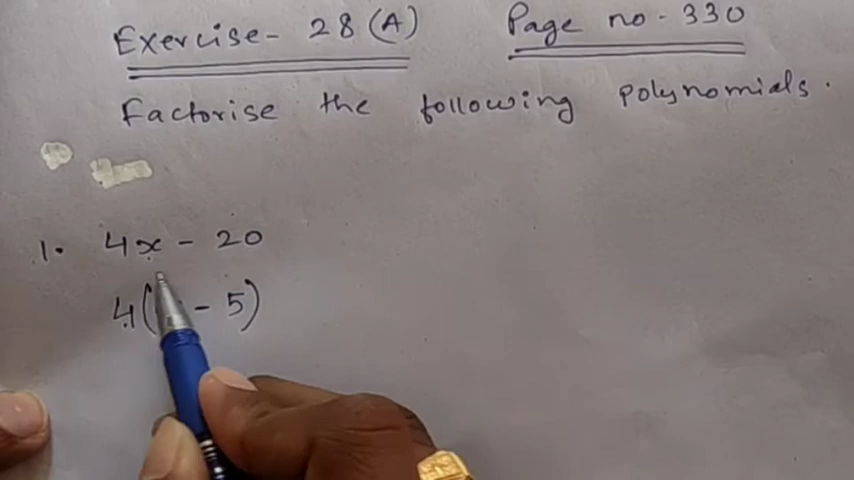 Exercise- 28 (A) Page no - 330
Factorise the following polynomials.
1. 4x - 20
4( - 5)